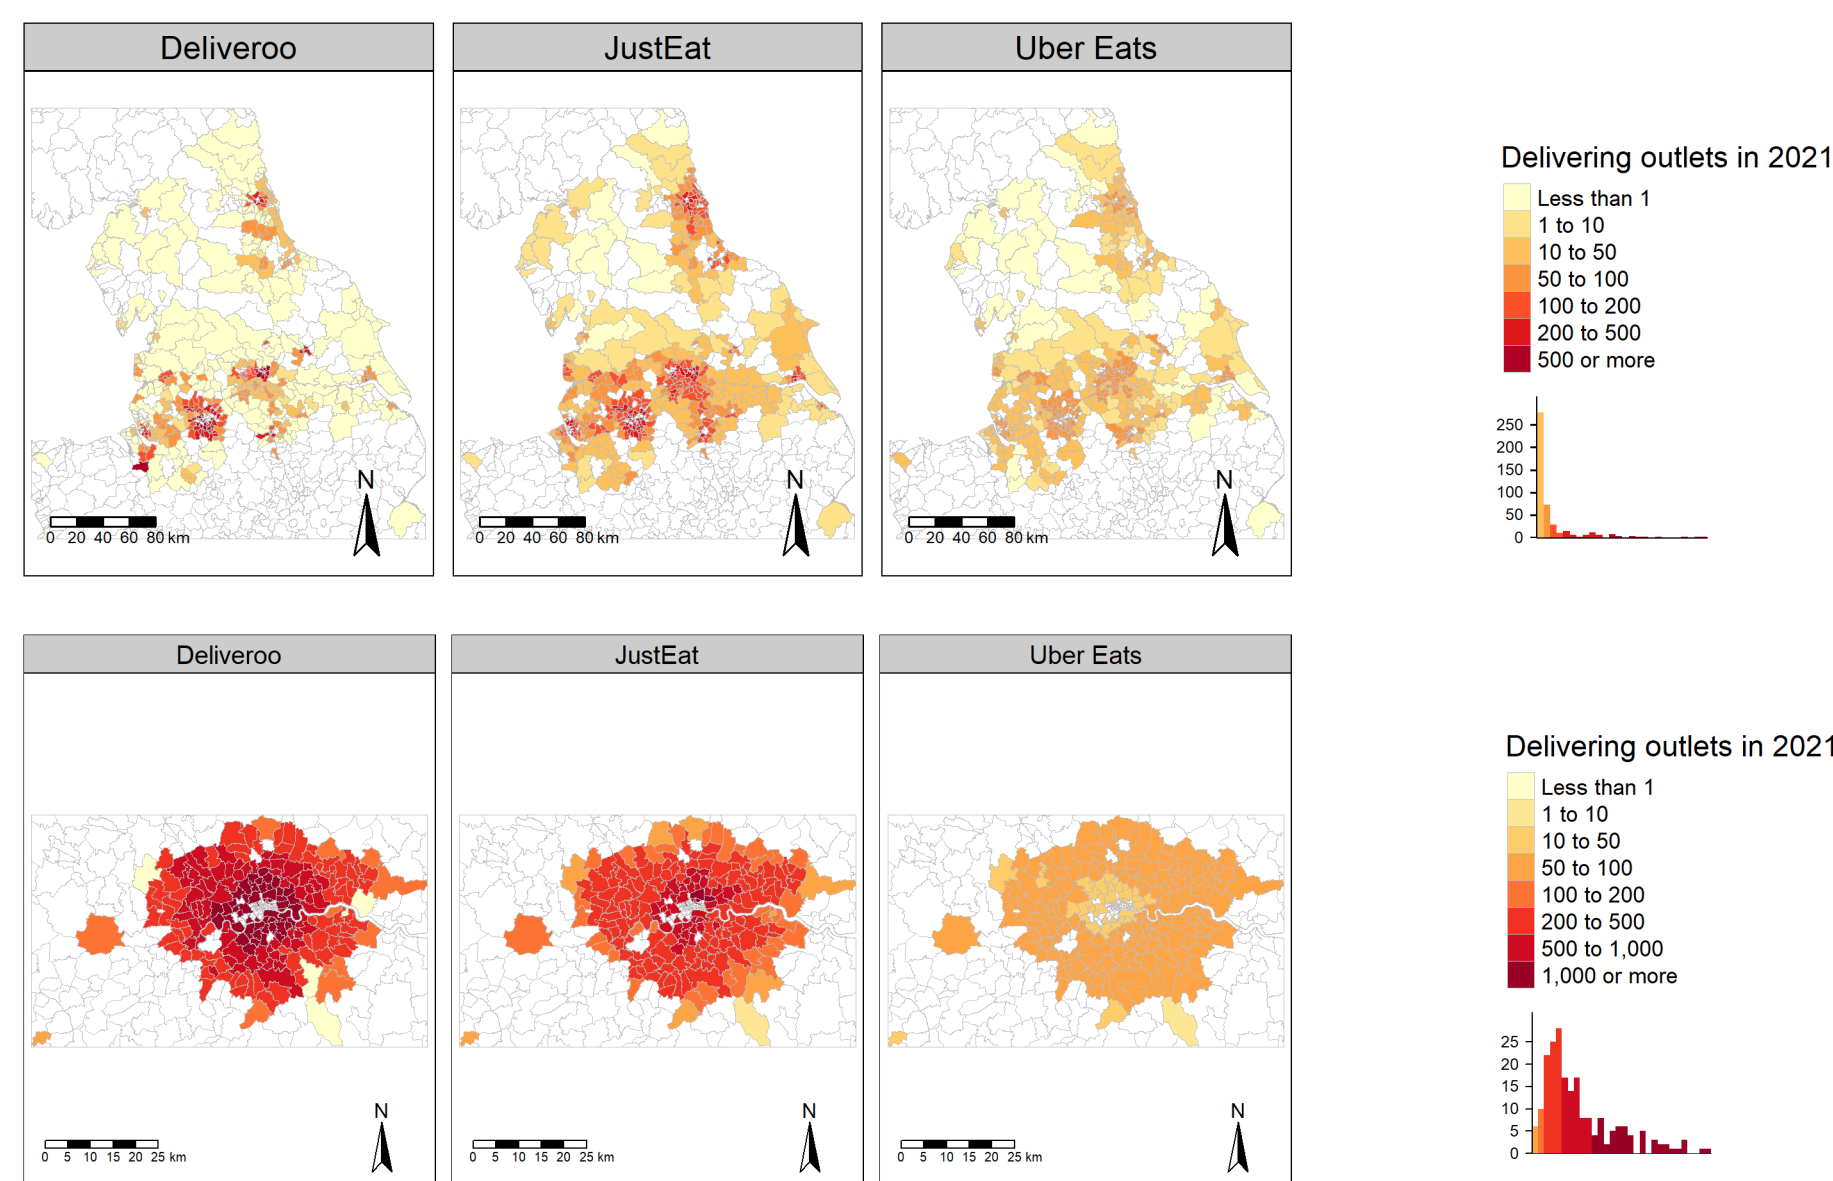 Deliveroo
JustEat
Uber Eats
N
0 20 40 60 80 km
N
0 20 40 60 80 km
N
0 20 40 60 80 km
Delivering outlets in 2021
Less than 1
1 to 10
10 to 50
50 to 100
100 to 200
200 to 500
500 or more
250
200
150
100
50
0
Deliveroo
JustEat
Uber Eats
N
0 5 10 15 20 25 km
N
0 5 10 15 20 25 km
N
0 5 10 15 20 25 km
Delivering outlets in 2021
Less than 1
1 to 10
10 to 50
50 to 100
100 to 200
200 to 500
500 to 1,000
1,000 or more
25
20
15
10
5
0